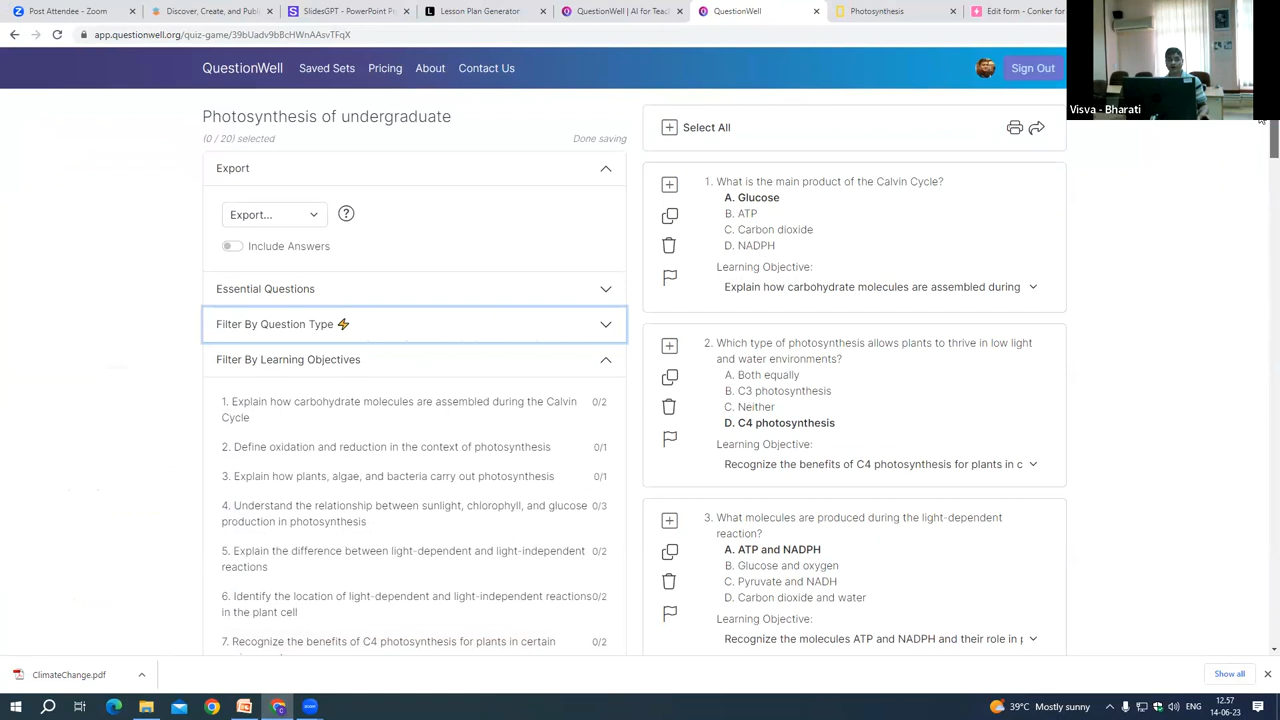 Post Attendee - Zoom
Discover, Create, and Publ
SlidesGPT - PowerPoint P
Lesson Plan Generator
QuestionWell | AI for Teach
QuestionWell
Photosynthesis
Edit form - Conker for
app.questionwell.org/quiz-game/39bUadv9bBcHWnAAsvTFqX
QuestionWell Saved Sets Pricing About Contact Us Sign Out
Visva - Bharati
Photosynthesis of undergraduate
(0 / 20) selected Done saving
Export
Export...
?
Include Answers
Essential Questions
Filter By Question Type ⚡
Filter By Learning Objectives
1. Explain how carbohydrate molecules are assembled during the Calvin 0/2
Cycle
2. Define oxidation and reduction in the context of photosynthesis 0/1
3. Explain how plants, algae, and bacteria carry out photosynthesis 0/1
4. Understand the relationship between sunlight, chlorophyll, and glucose 0/3
production in photosynthesis
5. Explain the difference between light-dependent and light-independent 0/2
reactions
6. Identify the location of light-dependent and light-independent reactions 0/2
in the plant cell
7. Recognize the benefits of C4 photosynthesis for plants in certain 0/2
Select All
1. What is the main product of the Calvin Cycle?
A. Glucose
B. ATP
C. Carbon dioxide
D. NADPH
Learning Objective:
Explain how carbohydrate molecules are assembled during
2. Which type of photosynthesis allows plants to thrive in low light
and water environments?
A. Both equally
B. C3 photosynthesis
C. Neither
D. C4 photosynthesis
Learning Objective:
Recognize the benefits of C4 photosynthesis for plants in c
3. What molecules are produced during the light-dependent
reaction?
A. ATP and NADPH
B. Glucose and oxygen
C. Pyruvate and NADH
D. Carbon dioxide and water
Learning Objective:
Recognize the molecules ATP and NADPH and their role in p
ClimateChange.pdf
Show all
39°C Mostly sunny
12.57
14-06-23